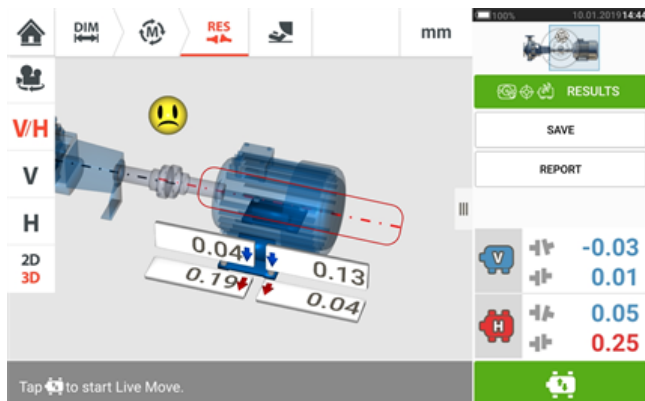 DIM
M
RES
mm
100%
10.01.2019 14:44
RESULTS
SAVE
REPORT
V/H
V
H
2D
3D
0.04
0.13
0.19
0.04
V
-0.03
0.01
H
0.05
0.25
Tap to start Live Move.